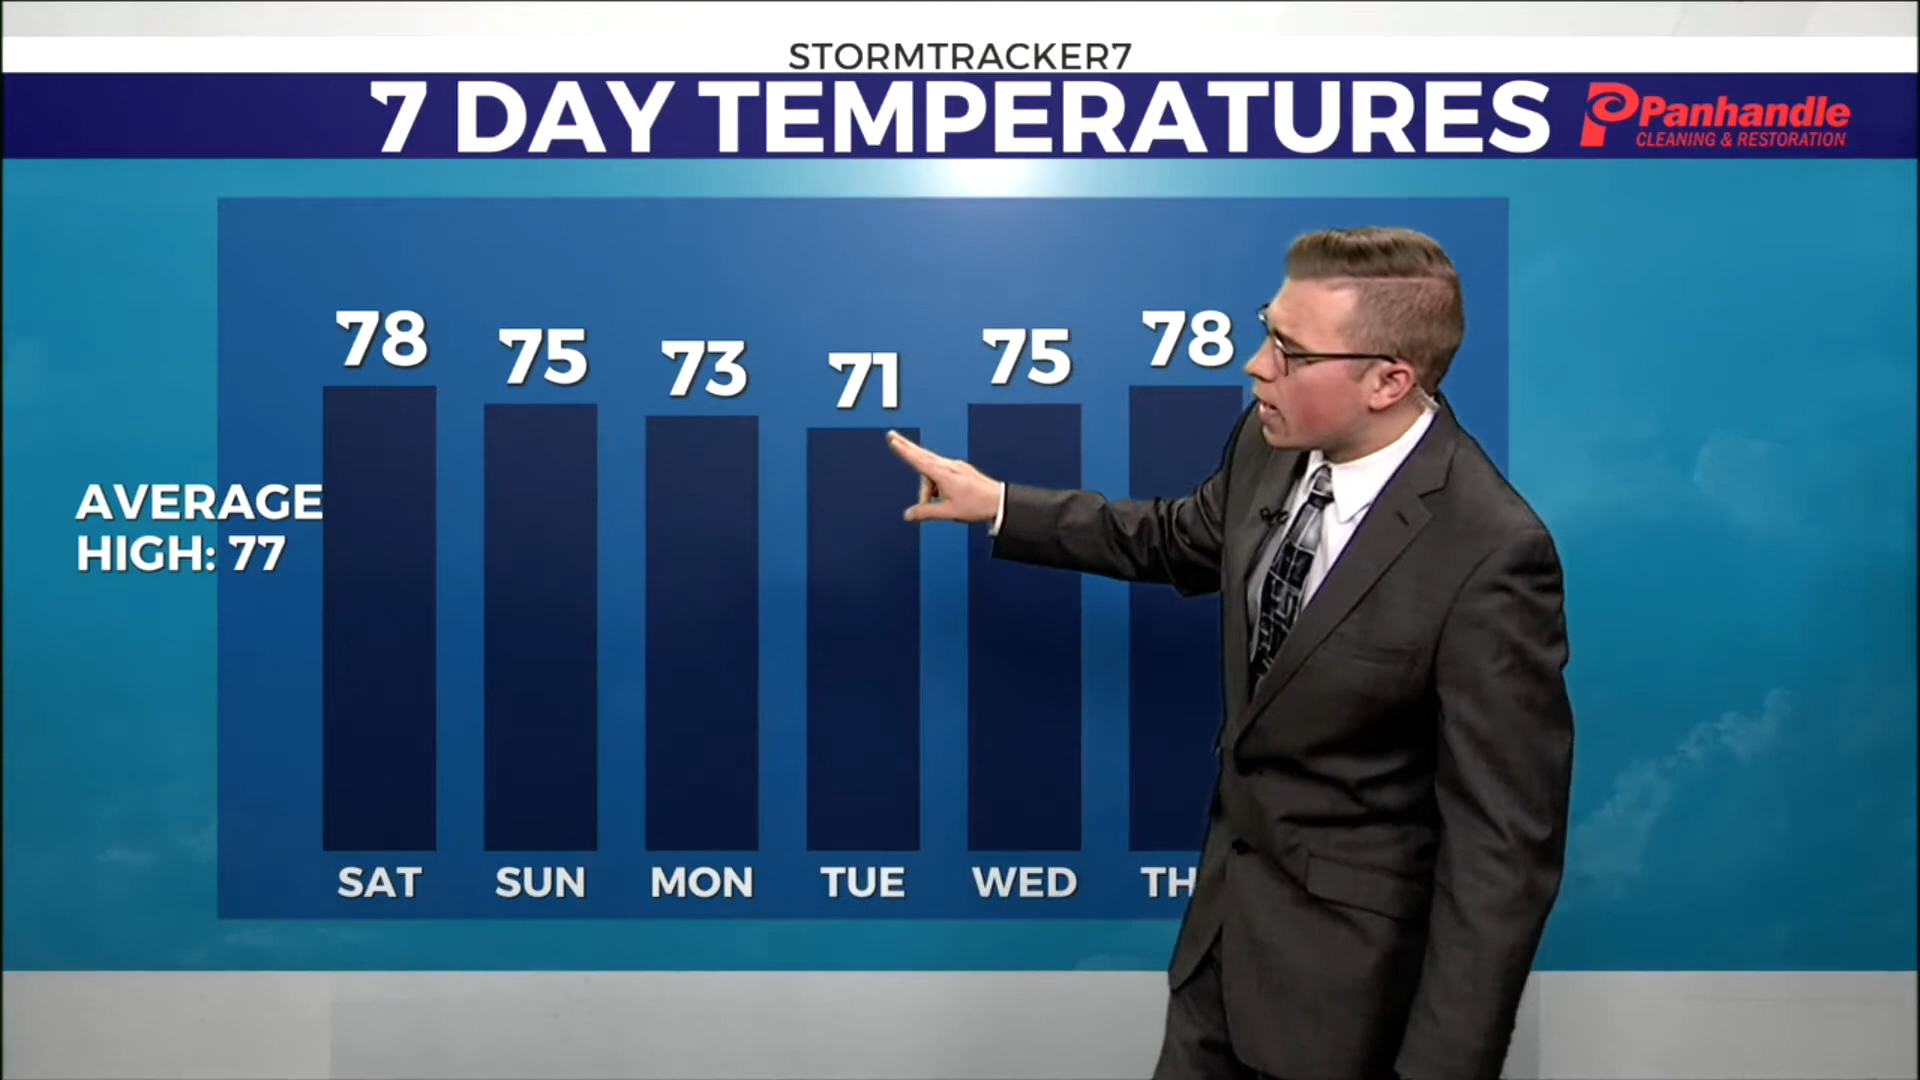 STORMTRACKER7
7 DAY TEMPERATURES
Panhandle
CLEANING & RESTORATION
78 75 73 71 75 78
AVERAGE
HIGH: 77
SAT SUN MON TUE WED TH